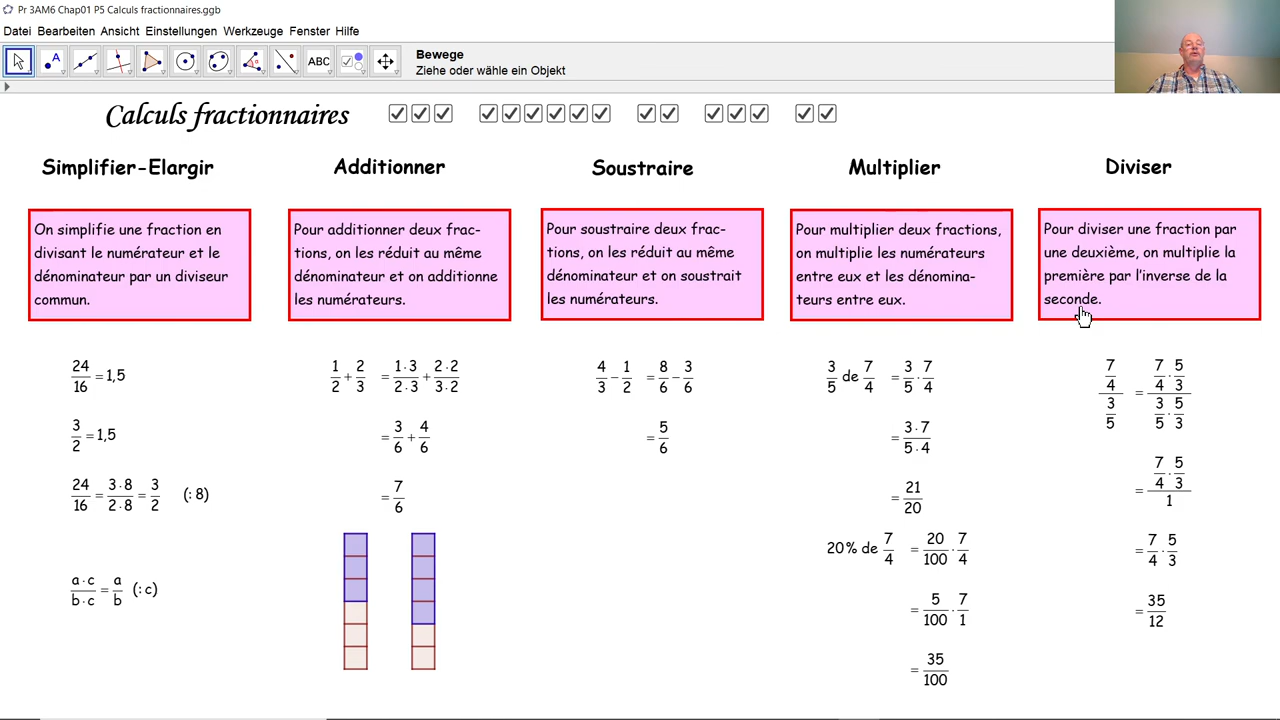 Pr 3AM6 Chap01 P5 Calculs fractionnaires.ggb
Datei Bearbeiten Ansicht Einstellungen Werkzeuge Fenster Hilfe
A
ABC
Bewege
Ziehe oder wähle ein Objekt
Calculs fractionnaires
Simplifier-Elargir
On simplifie une fraction en
divisant le numérateur et le
dénominateur par un diviseur
commun.
24/16 = 1,5
3/2 = 1,5
24/16 = 3·8/2·8 = 3/2 (: 8)
a·c/b·c = a/b (: c)
Additionner
Pour additionner deux frac-
tions, on les réduit au même
dénominateur et on additionne
les numérateurs.
1/2 + 2/3 = 1·3/2·3 + 2·2/3·2
= 3/6 + 4/6
= 7/6
Soustraire
Pour soustraire deux frac-
tions, on les réduit au même
dénominateur et on soustrait
les numérateurs.
4/3 − 1/2 = 8/6 − 3/6
= 5/6
Multiplier
Pour multiplier deux fractions,
on multiplie les numérateurs
entre eux et les dénomina-
teurs entre eux.
3/5 de 7/4 = 3/5 · 7/4
= 3·7/5·4
= 21/20
20% de 7/4 = 20/100 · 7/4
= 5/100 · 7/1
= 35/100
Diviser
Pour diviser une fraction par
une deuxième, on multiplie la
première par l'inverse de la
seconde.
7/4 / 3/5 = 7/4 · 5/3 / 3/5 · 5/3
= 7/4 · 5/3 / 1
= 7/4 · 5/3
= 35/12